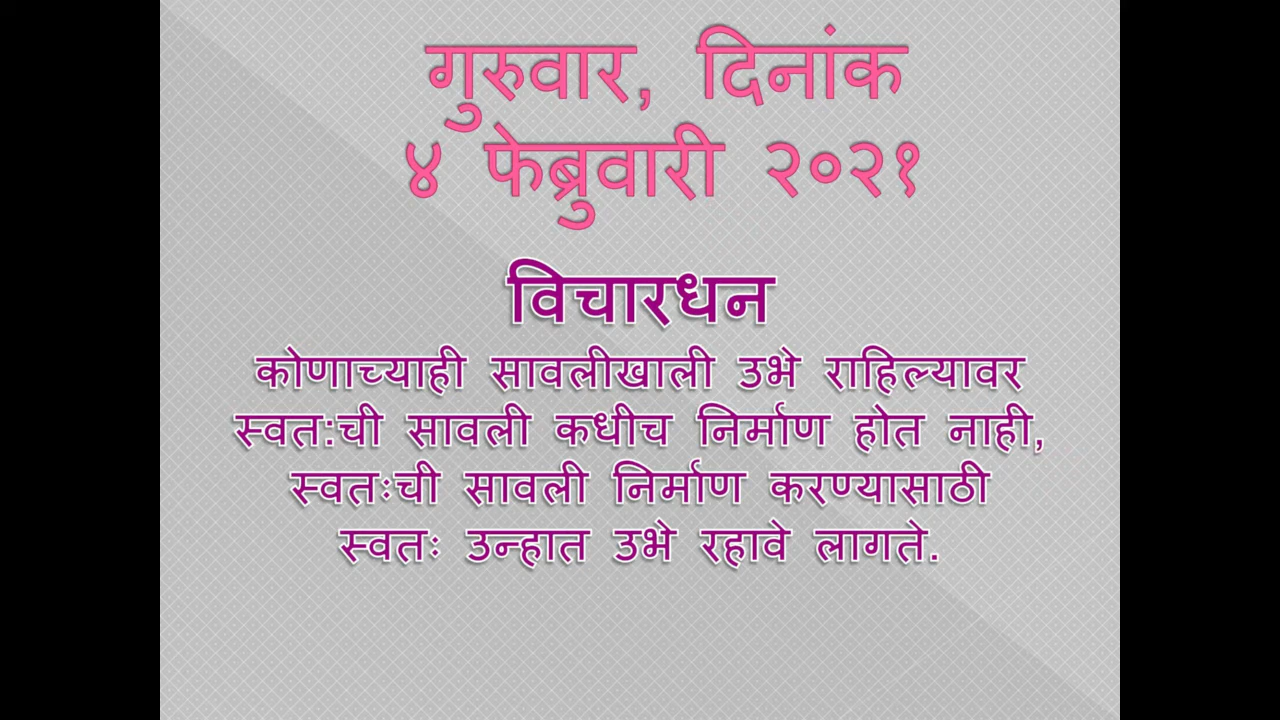 गुरुवार, दिनांक
४ फेब्रुवारी २०२१
विचारधन
कोणाच्याही सावलीखाली उभे राहिल्यावर
स्वत:ची सावली कधीच निर्माण होत नाही,
स्वतःची सावली निर्माण करण्यासाठी
स्वतः उन्हात उभे रहावे लागते.